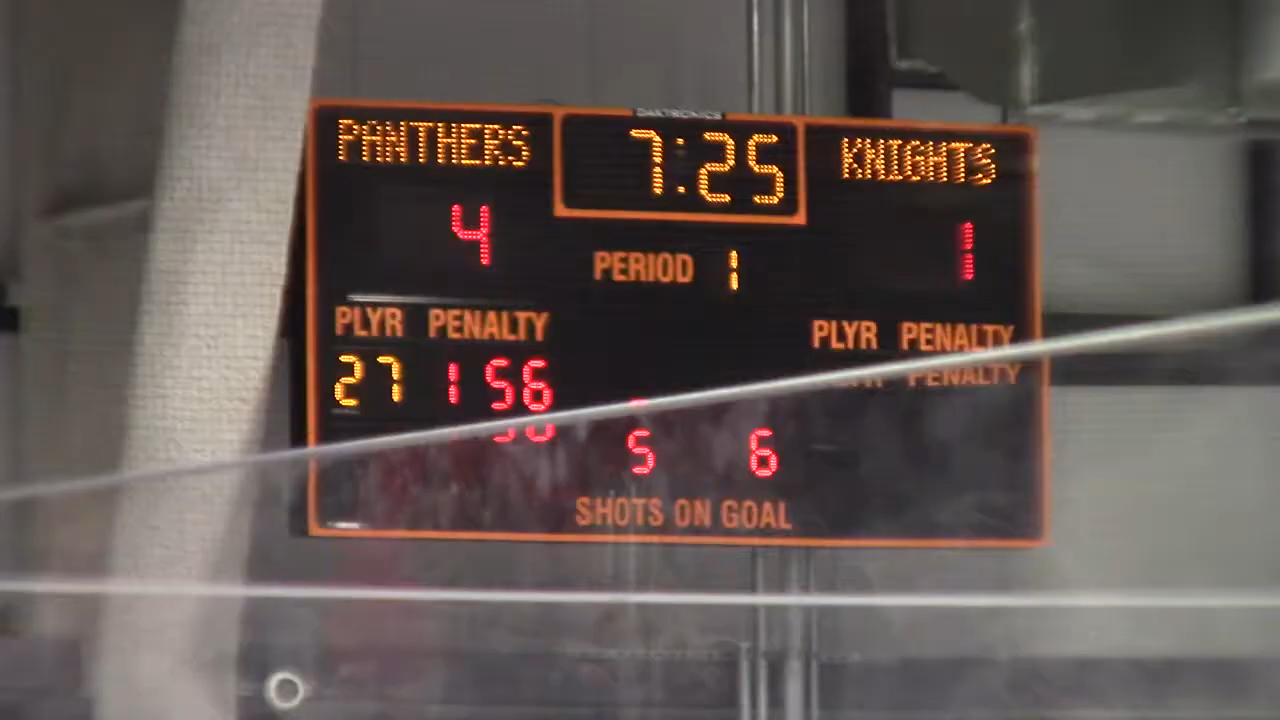 DAKTRONICS
PANTHERS 7:25 KNIGHTS
4 PERIOD 1 1
PLYR PENALTY PLYR PENALTY
27 1 56
5 6
SHOTS ON GOAL